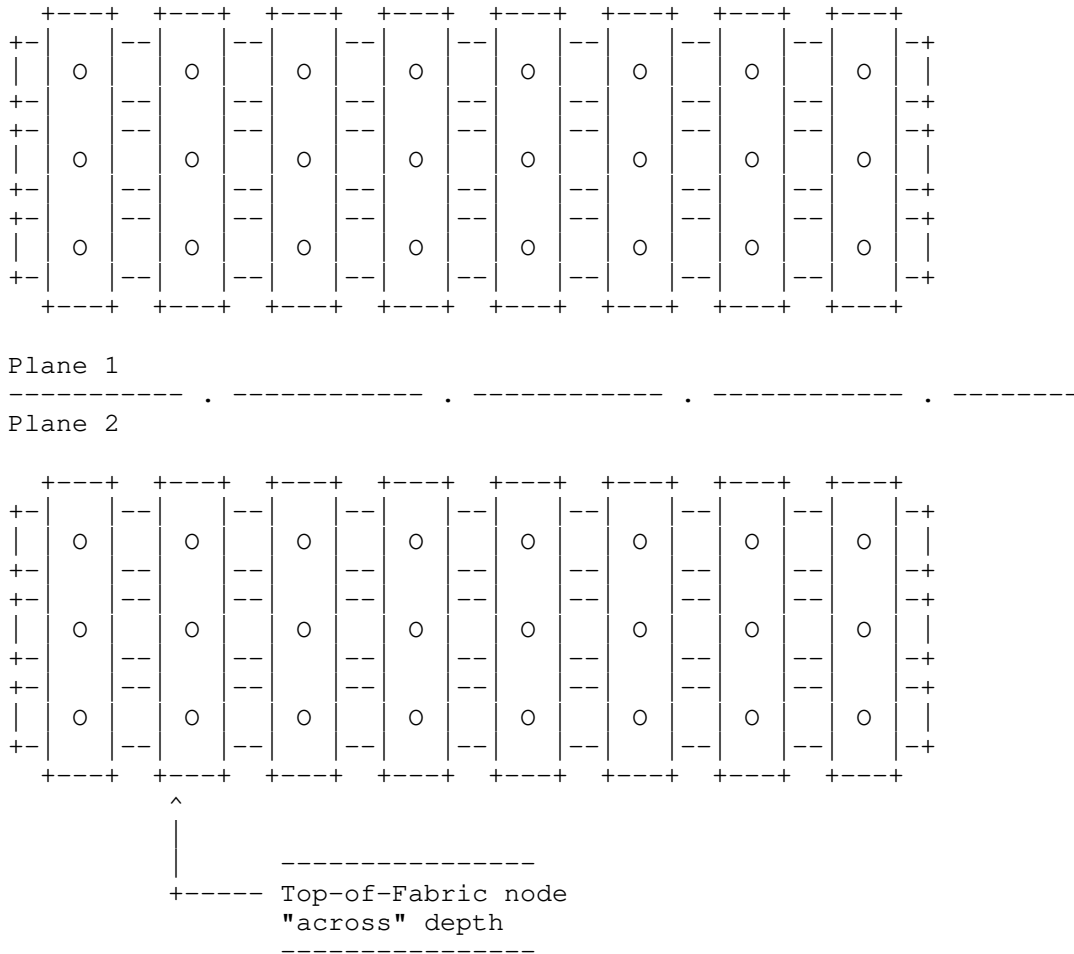 +---+ +---+ +---+ +---+ +---+ +---+ +---+ +---+
+-| |--| |--| |--| |--| |--| |--| |--| |-+
| | O | | O | | O | | O | | O | | O | | O | | O | |
+-| |--| |--| |--| |--| |--| |--| |--| |-+
+-| |--| |--| |--| |--| |--| |--| |--| |-+
| | O | | O | | O | | O | | O | | O | | O | | O | |
+-| |--| |--| |--| |--| |--| |--| |--| |-+
+-| |--| |--| |--| |--| |--| |--| |--| |-+
| | O | | O | | O | | O | | O | | O | | O | | O | |
+-| |--| |--| |--| |--| |--| |--| |--| |-+
+---+ +---+ +---+ +---+ +---+ +---+ +---+ +---+
Plane 1
----------- . ------------ . ------------ . ------------ . --------
Plane 2
+---+ +---+ +---+ +---+ +---+ +---+ +---+ +---+
+-| |--| |--| |--| |--| |--| |--| |--| |-+
| | O | | O | | O | | O | | O | | O | | O | | O | |
+-| |--| |--| |--| |--| |--| |--| |--| |-+
+-| |--| |--| |--| |--| |--| |--| |--| |-+
| | O | | O | | O | | O | | O | | O | | O | | O | |
+-| |--| |--| |--| |--| |--| |--| |--| |-+
+-| |--| |--| |--| |--| |--| |--| |--| |-+
| | O | | O | | O | | O | | O | | O | | O | | O | |
+-| |--| |--| |--| |--| |--| |--| |--| |-+
+---+ +---+ +---+ +---+ +---+ +---+ +---+ +---+
^
|
| ----------------
+----- Top-of-Fabric node
"across" depth
----------------